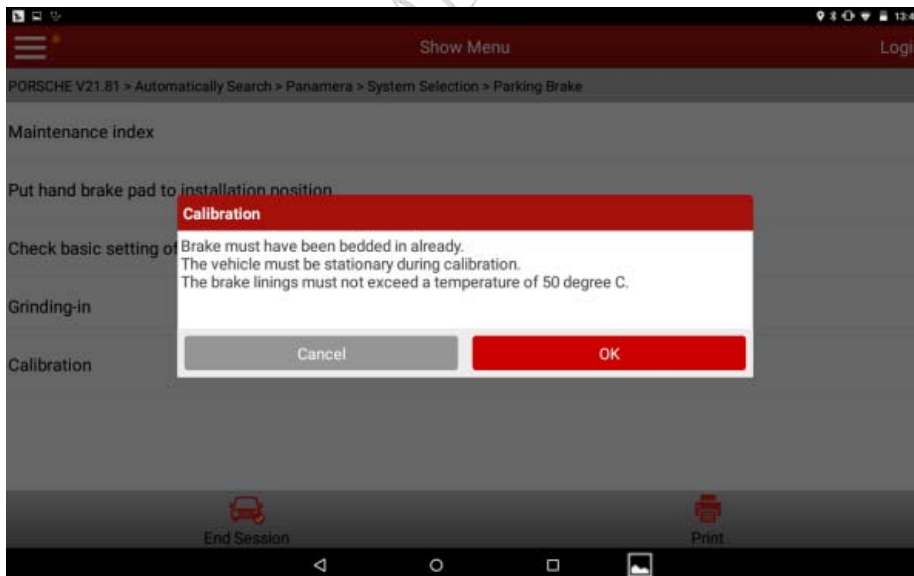 13:4
Show Menu
Logi
PORSCHE V21.81 > Automatically Search > Panamera > System Selection > Parking Brake
Maintenance index
Put hand brake pad to installation position
Calibration
Check basic setting of
Brake must have been bedded in already.
The vehicle must be stationary during calibration.
The brake linings must not exceed a temperature of 50 degree C.
Grinding-in
Cancel
OK
Calibration
End Session
Print